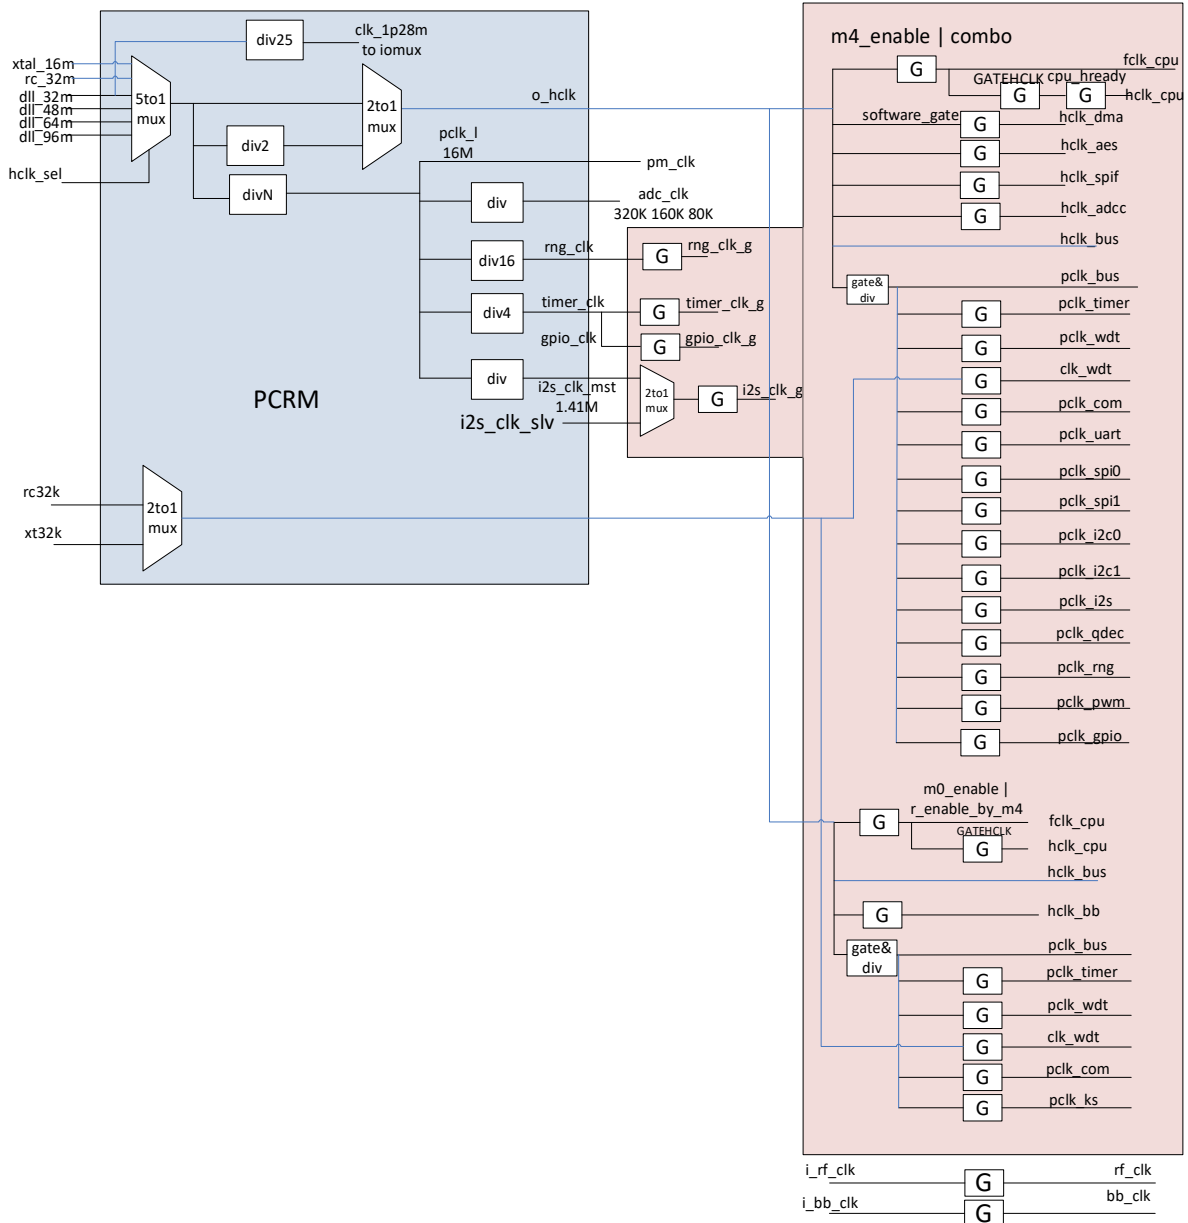 xtal_16m
rc_32m
dll_32m
dll_48m
dll_64m
dll_96m
hclk_sel
5to1
mux
div25
clk_1p28m
to iomux
2to1
mux
div2
divN
o_hclk
pclk_l
16M
pm_clk
div
adc_clk
320K 160K 80K
div16
rng_clk
G
rng_clk_g
div4
timer_clk
G
timer_clk_g
gpio_clk
G
gpio_clk_g
div
i2s_clk_mst
1.41M
i2s_clk_slv
2to1
mux
G
i2s_clk_g
PCRM
rc32k
xt32k
2to1
mux
m4_enable | combo
G
fclk_cpu
GATEHCLK
G
cpu_hready
G
hclk_cpu
software_gate
G
hclk_dma
G
hclk_aes
G
hclk_spif
G
hclk_adcc
hclk_bus
gate&
div
pclk_bus
G
pclk_timer
G
pclk_wdt
G
clk_wdt
G
pclk_com
G
pclk_uart
G
pclk_spi0
G
pclk_spi1
G
pclk_i2c0
G
pclk_i2c1
G
pclk_i2s
G
pclk_qdec
G
pclk_rng
G
pclk_pwm
G
pclk_gpio
m0_enable |
r_enable_by_m4
G
fclk_cpu
GATEHCLK
G
hclk_cpu
hclk_bus
G
hclk_bb
gate&
div
pclk_bus
G
pclk_timer
G
pclk_wdt
G
clk_wdt
G
pclk_com
G
pclk_ks
i_rf_clk
G
rf_clk
i_bb_clk
G
bb_clk